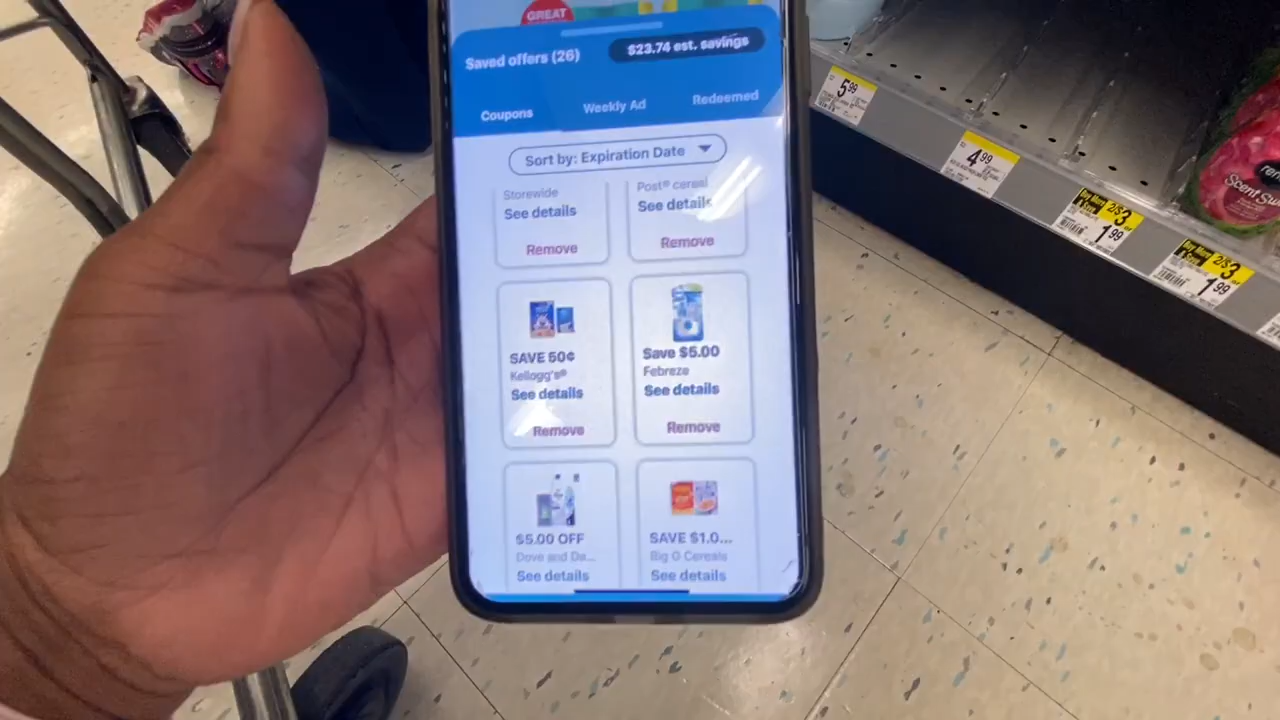 GREAT
Saved offers (26)
$23.74 est. savings
Coupons
Weekly Ad
Redeemed
Sort by: Expiration Date
Storewide
See details
Remove
Post® cereal
See details
Remove
SAVE 50¢
Kellogg's®
See details
Remove
Save $5.00
Febreze
See details
Remove
$5.00 OFF
Dove and Da...
See details
SAVE $1.0...
Big G Cereals
See details
5.99
4.99
2/$3
1.99
2/$3
1.99
Scent